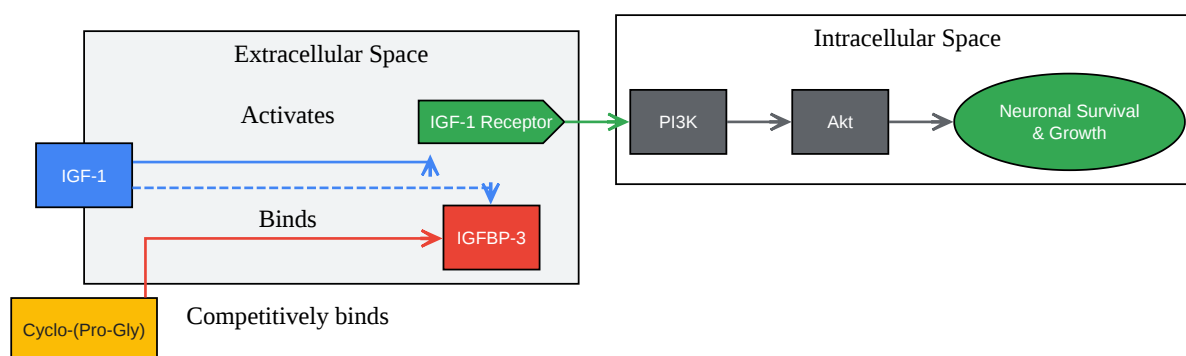 Extracellular Space
Intracellular Space
Activates
IGF-1 Receptor
PI3K
Akt
Neuronal Survival
& Growth
IGF-1
Binds
IGFBP-3
Cyclo-(Pro-Gly)
Competitively binds